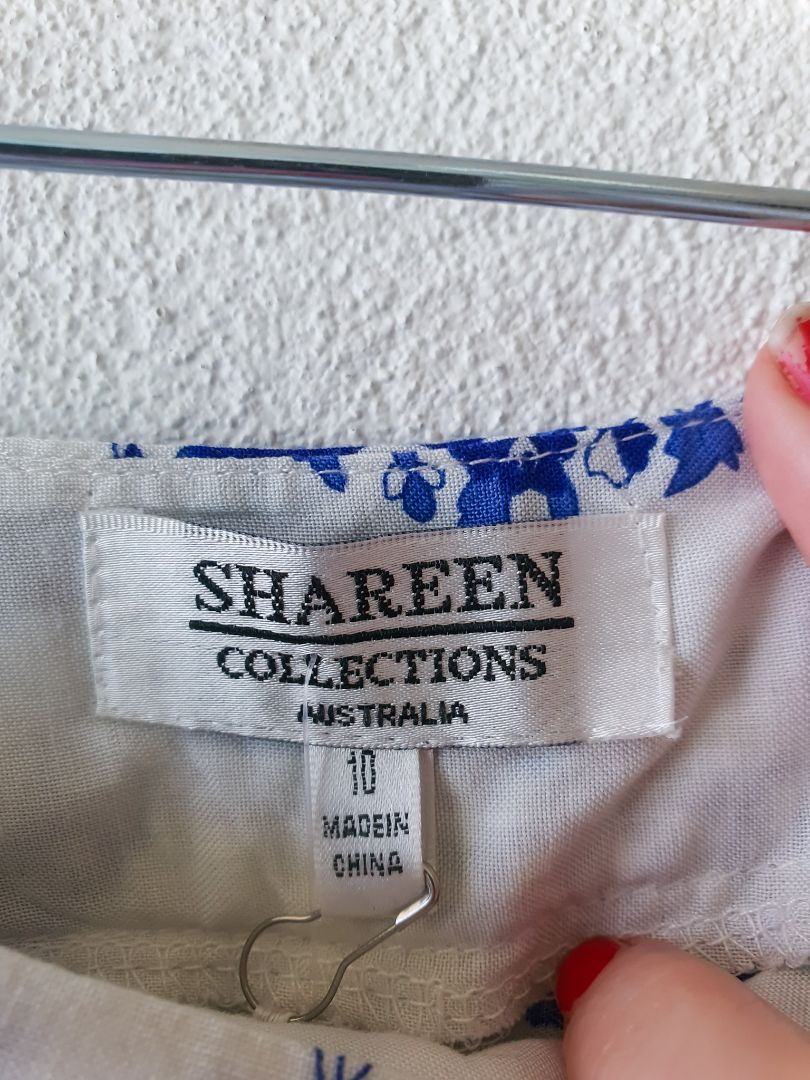 SHAREEN
COLLECTIONS
AUSTRALIA
10
MADEIN
CHINA